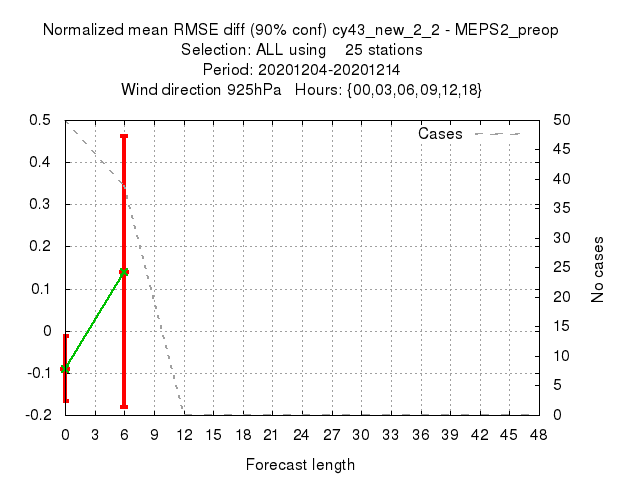 Normalized mean RMSE diff (90% conf) cy43_new_2_2 - MEPS2_preop
Selection: ALL using 25 stations
Period: 20201204-20201214
Wind direction 925hPa Hours: {00,03,06,09,12,18}
Cases
0.5
0.4
0.3
0.2
0.1
0
-0.1
-0.2
50
45
40
35
30
25
20
15
10
5
0
No cases
0 3 6 9 12 15 18 21 24 27 30 33 36 39 42 45 48
Forecast length